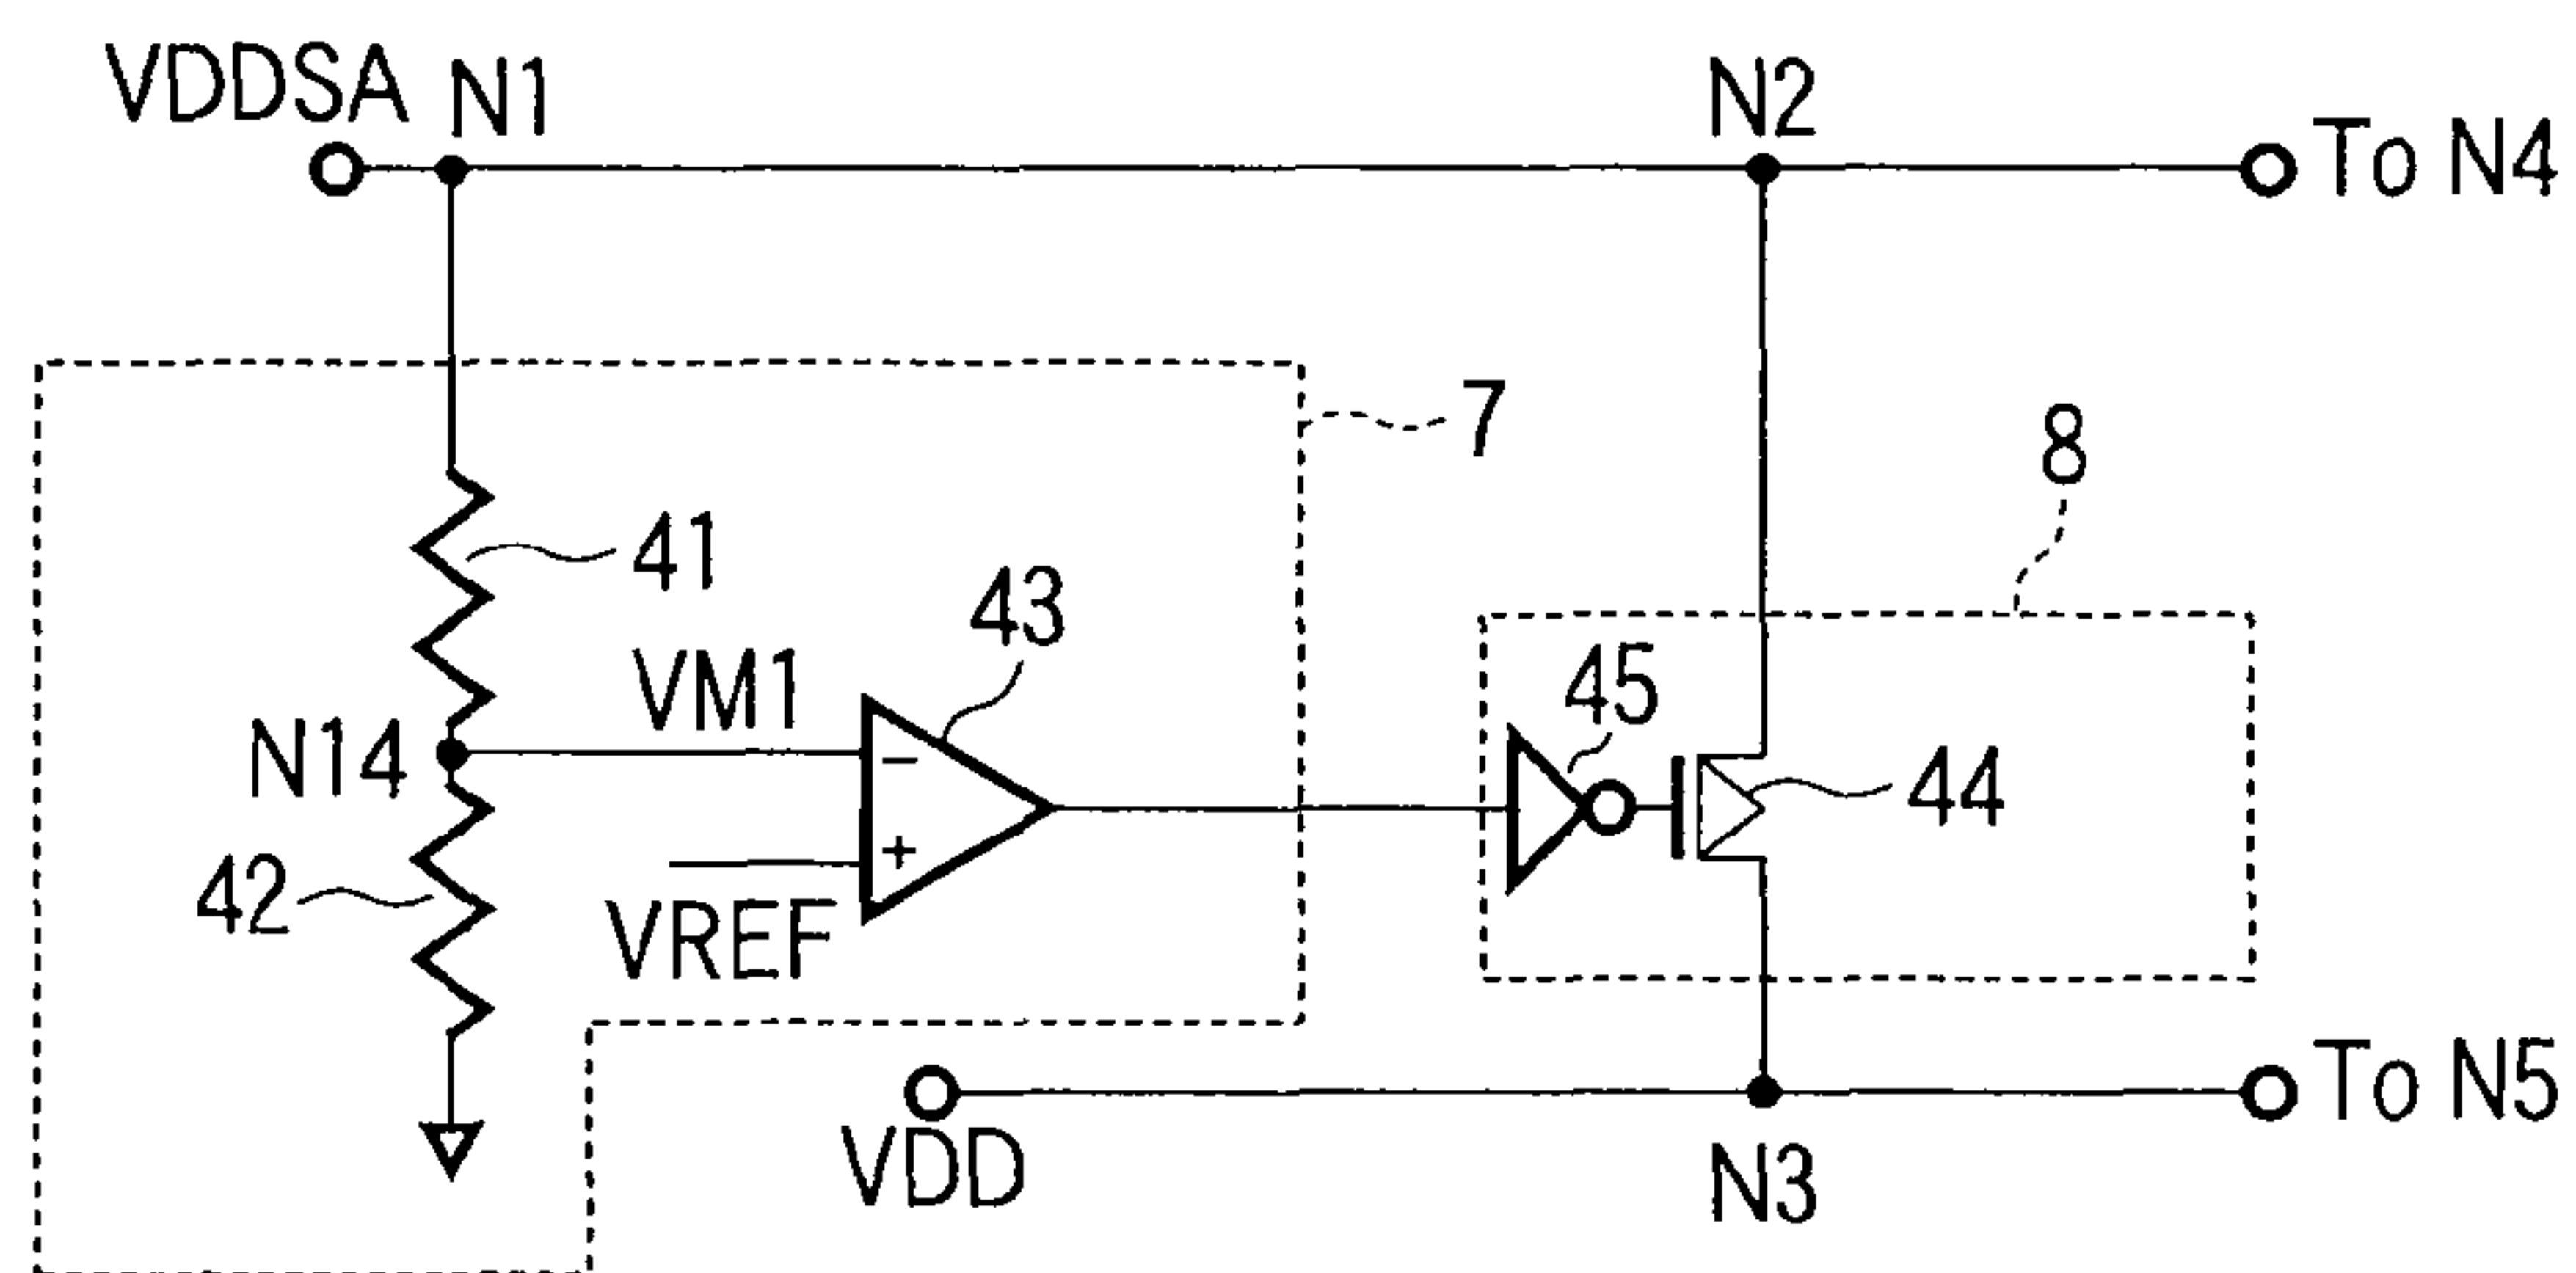 VDDSA N1
N2
To N4
7
8
41
43
45
VM1
N14
44
42
−
+
VREF
To N5
VDD
N3